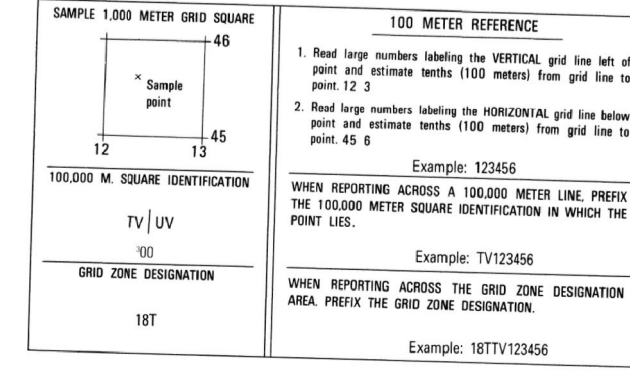 SAMPLE 1,000 METER GRID SQUARE
46
× Sample
point
45
12
13
100,000 M. SQUARE IDENTIFICATION
TV | UV
³00
GRID ZONE DESIGNATION
18T
100 METER REFERENCE
1. Read large numbers labeling the VERTICAL grid line left of
point and estimate tenths (100 meters) from grid line to
point. 12 3
2. Read large numbers labeling the HORIZONTAL grid line below
point and estimate tenths (100 meters) from grid line to
point. 45 6
Example: 123456
WHEN REPORTING ACROSS A 100,000 METER LINE, PREFIX
THE 100,000 METER SQUARE IDENTIFICATION IN WHICH THE
POINT LIES.
Example: TV123456
WHEN REPORTING ACROSS THE GRID ZONE DESIGNATION
AREA. PREFIX THE GRID ZONE DESIGNATION.
Example: 18TTV123456